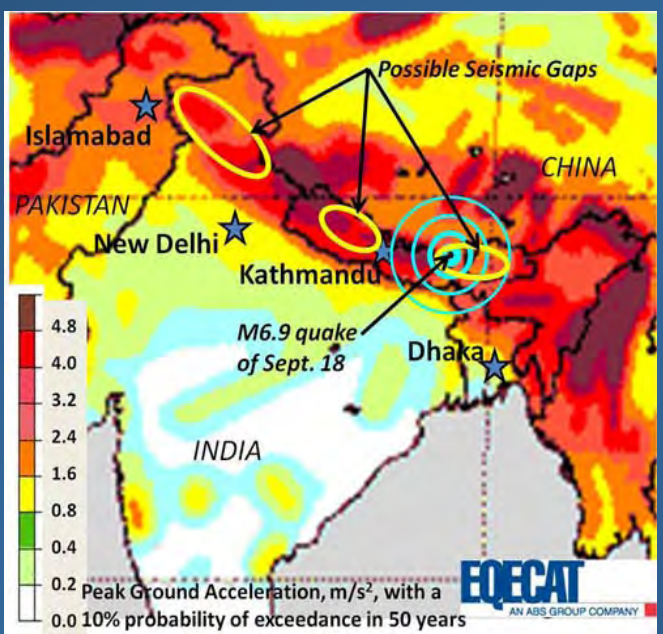 Possible Seismic Gaps
Islamabad
CHINA
PAKISTAN
New Delhi
Kathmandu
M6.9 quake
of Sept. 18
Dhaka
INDIA
4.8
4.0
3.2
2.4
1.6
0.8
0.4
0.2
0.0
Peak Ground Acceleration, m/s², with a
10% probability of exceedance in 50 years
EQECAT
AN ABS GROUP COMPANY